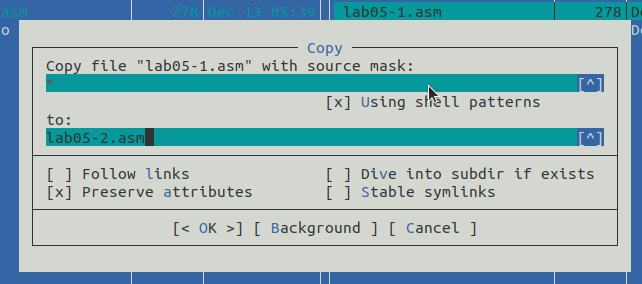 asm 278 Dec 13 05:39 lab05-1.asm 278 De
o
Copy
Copy file "lab05-1.asm" with source mask:
* [^]
[x] Using shell patterns
to:
lab05-2.asm [^]
[ ] Follow links [ ] Dive into subdir if exists
[x] Preserve attributes [ ] Stable symlinks
[< OK >] [ Background ] [ Cancel ]